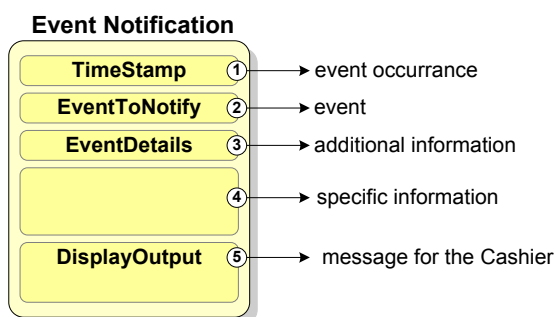 Event Notification
TimeStamp 1 event occurrance
EventToNotify 2 event
EventDetails 3 additional information
4 specific information
DisplayOutput 5 message for the Cashier